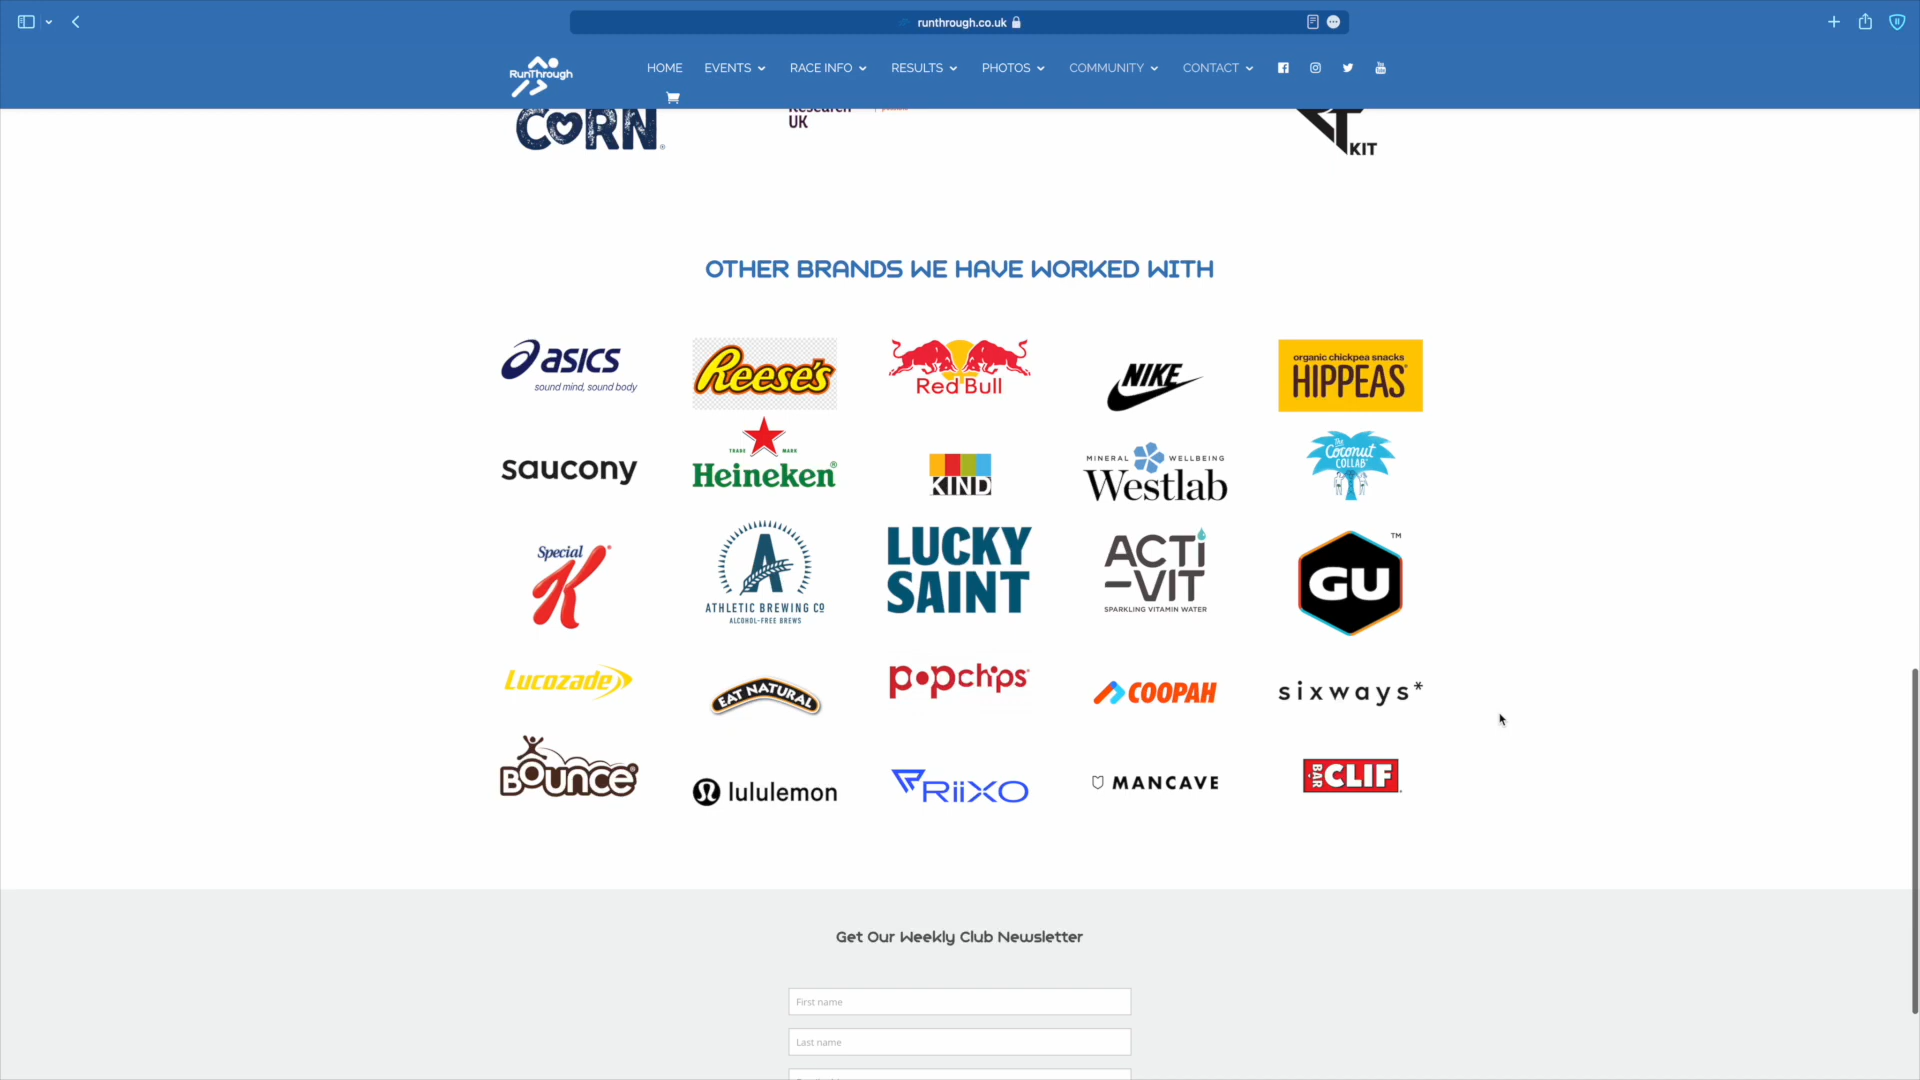 runthrough.co.uk
RunThrough
HOME
EVENTS
RACE INFO
RESULTS
PHOTOS
COMMUNITY
CONTACT
CORN
UK
KIT
OTHER BRANDS WE HAVE WORKED WITH
asics
sound mind, sound body
Reese's
Red Bull
NIKE
organic chickpea snacks
HIPPEAS
saucony
TRADE MARK
Heineken®
KIND
MINERAL WELLBEING
Westlab
The
Coconut
COLLAB
Special
K
A
ATHLETIC BREWING CO
ALCOHOL-FREE BREWS
LUCKY
SAINT
ACTi
-VIT
SPARKLING VITAMIN WATER
TM
GU
Lucozade
EAT NATURAL
popchips
COOPAH
sixways*
BOUNCE®
lululemon
RiiXO
MANCAVE
CLIF
BAR
Get Our Weekly Club Newsletter
First name
Last name